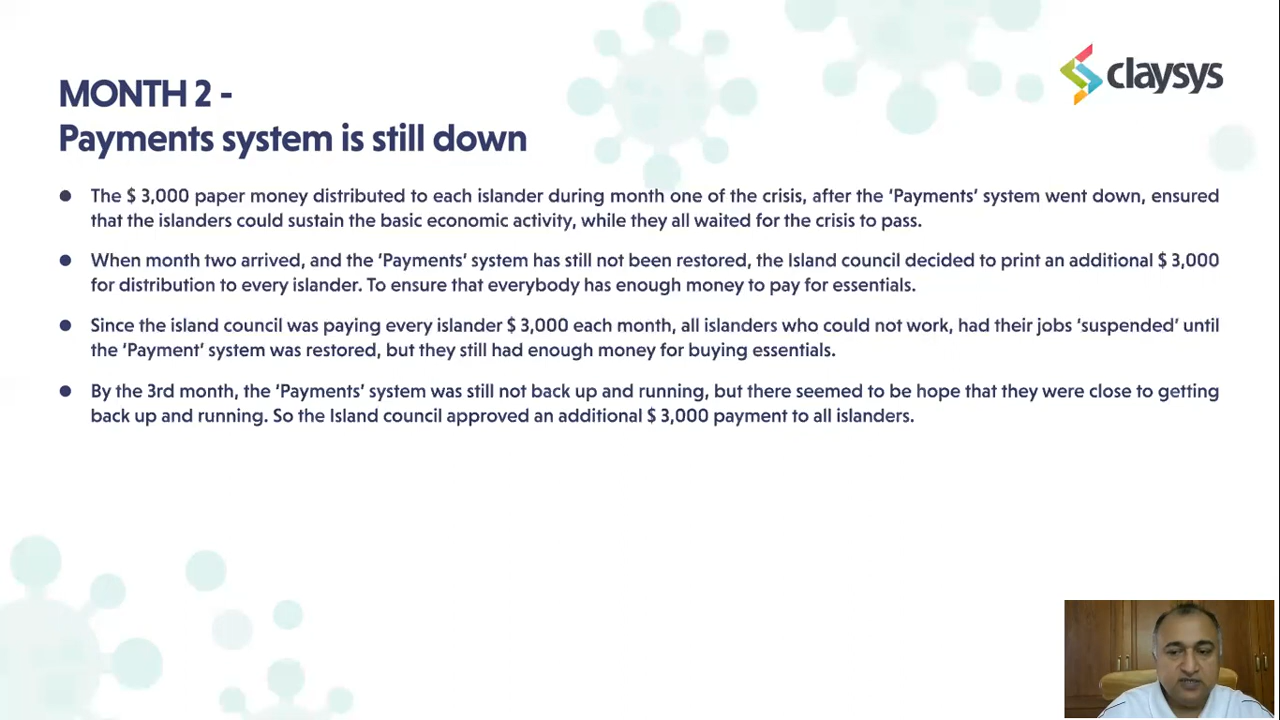 claysys
MONTH 2 -
Payments system is still down
● The $ 3,000 paper money distributed to each islander during month one of the crisis, after the ‘Payments’ system went down, ensured
that the islanders could sustain the basic economic activity, while they all waited for the crisis to pass.
● When month two arrived, and the ‘Payments’ system has still not been restored, the Island council decided to print an additional $ 3,000
for distribution to every islander. To ensure that everybody has enough money to pay for essentials.
● Since the island council was paying every islander $ 3,000 each month, all islanders who could not work, had their jobs ‘suspended’ until
the ‘Payment’ system was restored, but they still had enough money for buying essentials.
● By the 3rd month, the ‘Payments’ system was still not back up and running, but there seemed to be hope that they were close to getting
back up and running. So the Island council approved an additional $ 3,000 payment to all islanders.